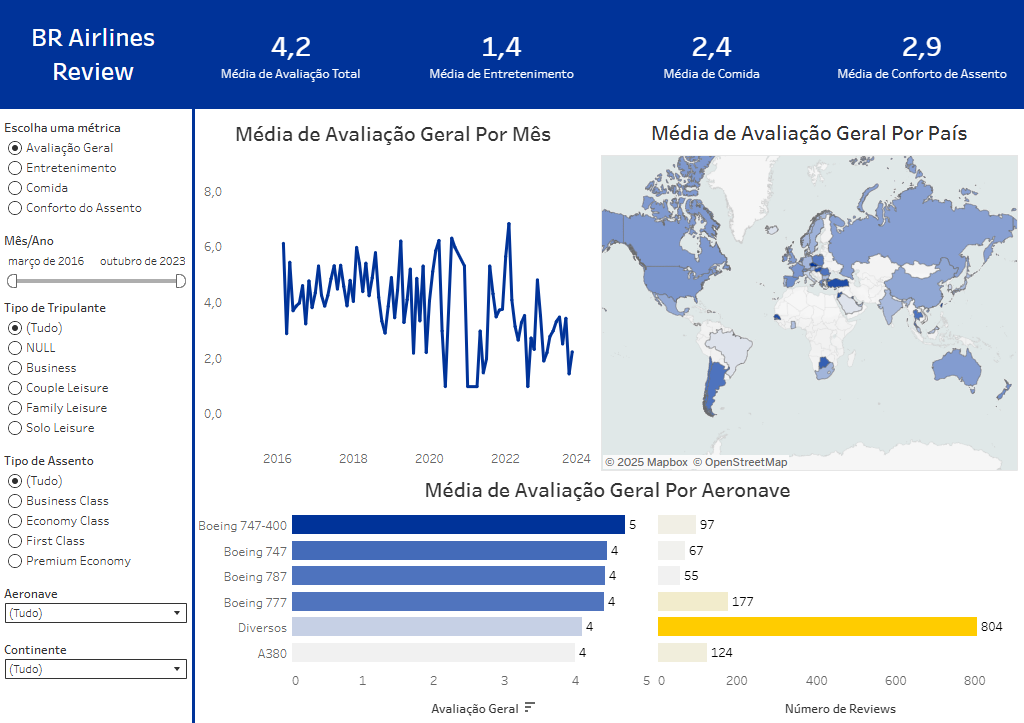 BR Airlines
Review
4,2
Média de Avaliação Total
1,4
Média de Entretenimento
2,4
Média de Comida
2,9
Média de Conforto de Assento
Escolha uma métrica
Avaliação Geral
Entretenimento
Comida
Conforto do Assento
Mês/Ano
março de 2016 outubro de 2023
Tipo de Tripulante
(Tudo)
NULL
Business
Couple Leisure
Family Leisure
Solo Leisure
Tipo de Assento
(Tudo)
Business Class
Economy Class
First Class
Premium Economy
Aeronave
(Tudo)
Continente
(Tudo)
Média de Avaliação Geral Por Mês
8,0
6,0
4,0
2,0
0,0
2016 2018 2020 2022 2024
Média de Avaliação Geral Por País
© 2025 Mapbox © OpenStreetMap
Média de Avaliação Geral Por Aeronave
Boeing 747-400 5 97
Boeing 747 4 67
Boeing 787 4 55
Boeing 777 4 177
Diversos 4 804
A380 4 124
0 1 2 3 4 5 0 200 400 600 800
Avaliação Geral Número de Reviews